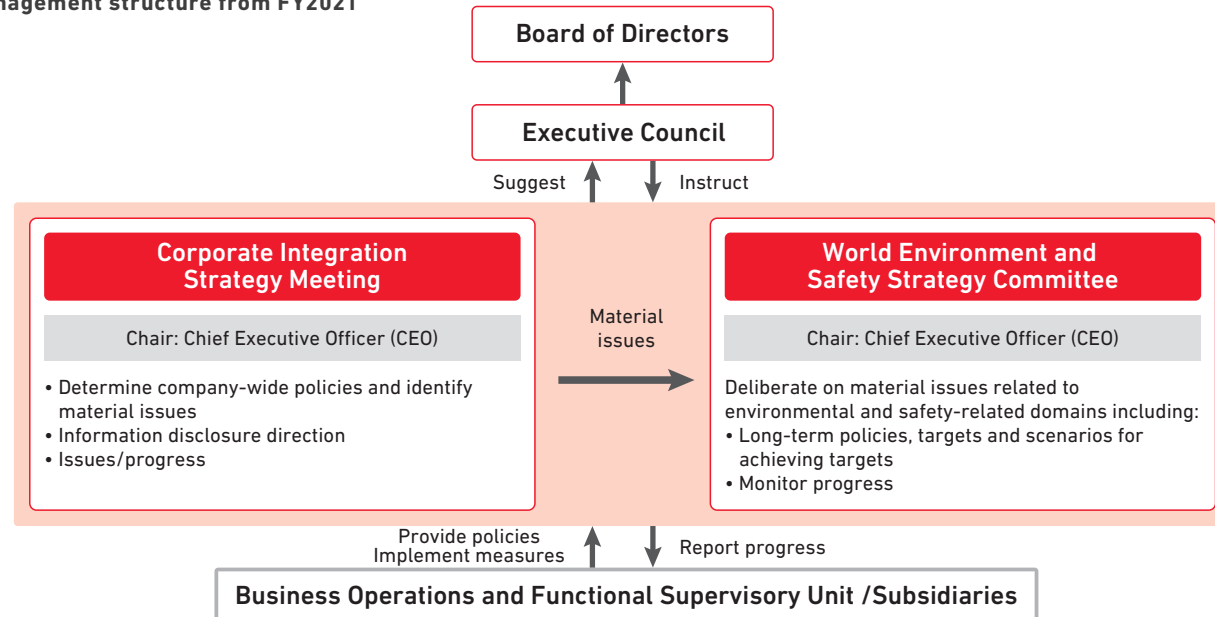 nagement structure from FY2021
Board of Directors
Executive Council
Suggest
Instruct
Corporate Integration
Strategy Meeting
Chair: Chief Executive Officer (CEO)
• Determine company-wide policies and identify
material issues
• Information disclosure direction
• Issues/progress
Material
issues
World Environment and
Safety Strategy Committee
Chair: Chief Executive Officer (CEO)
Deliberate on material issues related to
environmental and safety-related domains including:
• Long-term policies, targets and scenarios for
achieving targets
• Monitor progress
Provide policies
Implement measures
Report progress
Business Operations and Functional Supervisory Unit /Subsidiaries